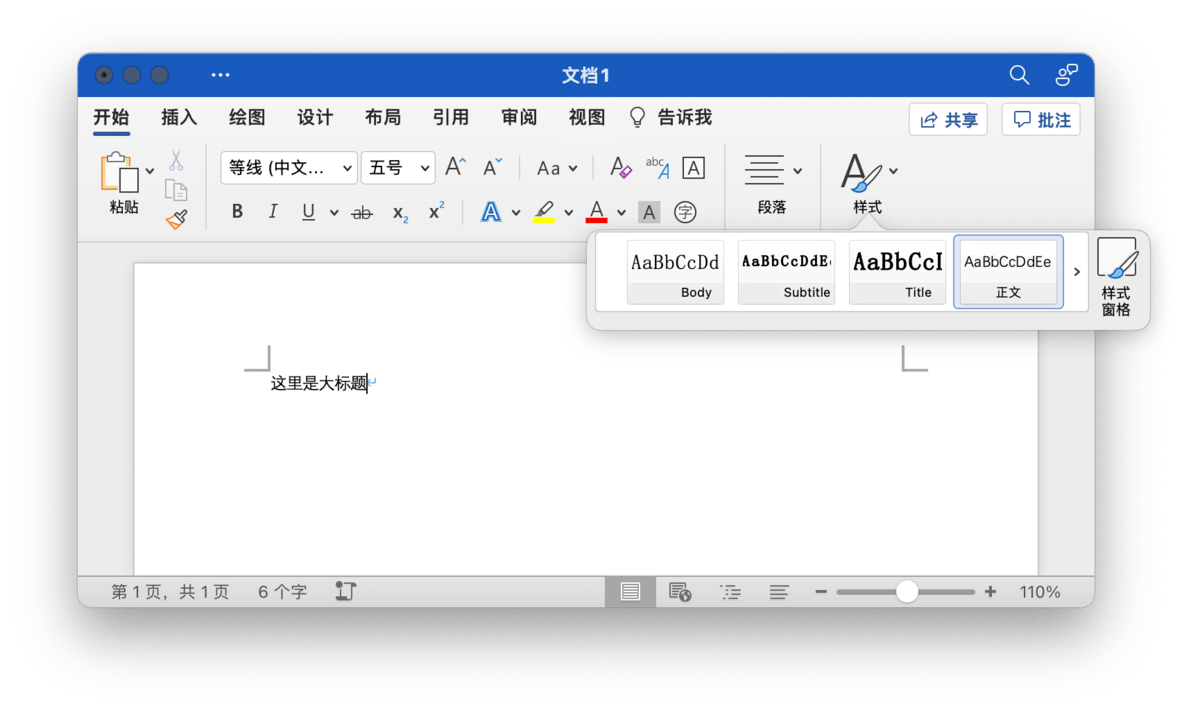 文档1
开始 插入 绘图 设计 布局 引用 审阅 视图 告诉我 共享 批注
粘贴 等线 (中文... 五号 A A Aa A abc A A 段落 样式
B I U ab x2 x2 A A A 字
AaBbCcDd AaBbCcDdE AaBbCcI AaBbCcDdEe
Body Subtitle Title 正文 样式
窗格
这里是大标题
第 1 页，共 1 页 6 个字 110%